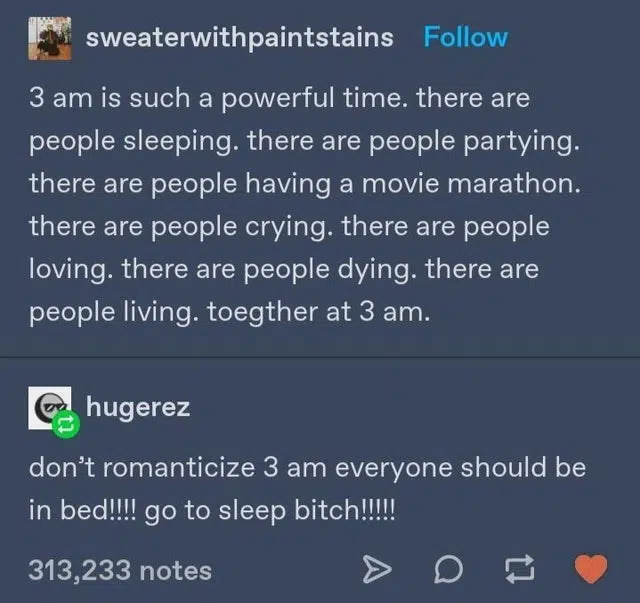 sweaterwithpaintstains Follow
3 am is such a powerful time. there are
people sleeping. there are people partying.
there are people having a movie marathon.
there are people crying. there are people
loving. there are people dying. there are
people living. toegther at 3 am.
hugerez
don't romanticize 3 am everyone should be
in bed!!!! go to sleep bitch!!!!!
313,233 notes